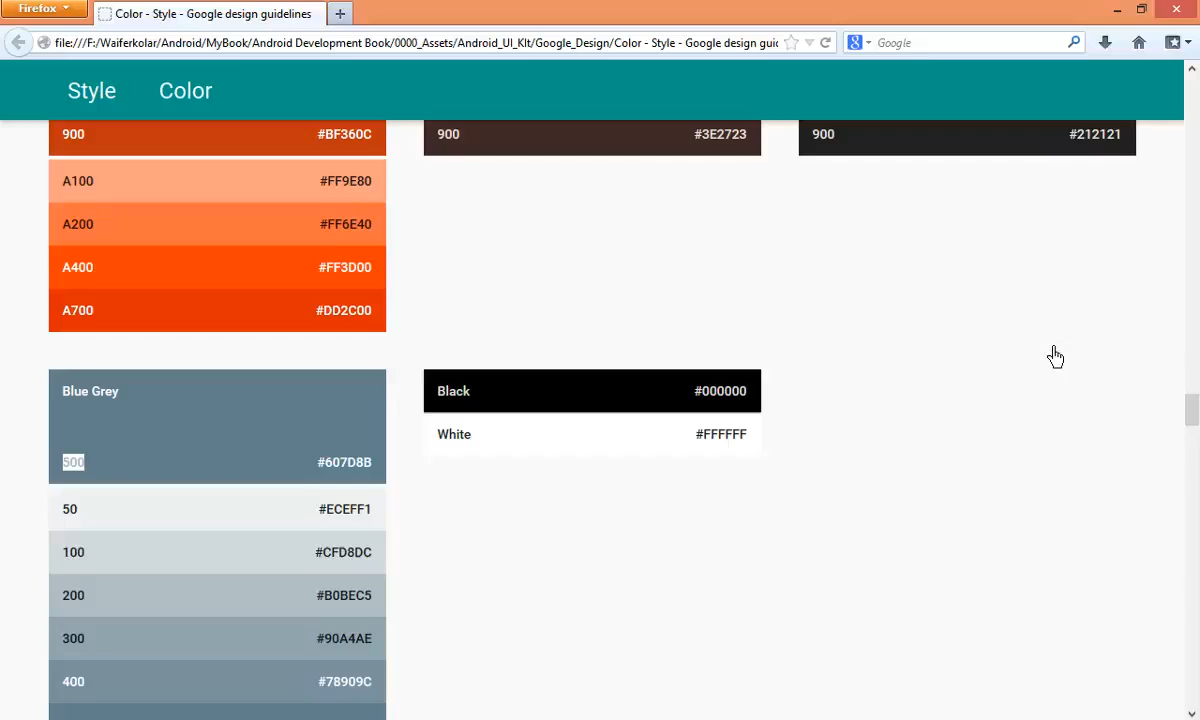 Firefox
Color - Style - Google design guidelines
file:///F:/Waiferkolar/Android/MyBook/Android Development Book/0000_Assets/Android_UI_KIt/Google_Design/Color - Style - Google design guic
Google
Style Color
900 #BF360C
900 #3E2723
900 #212121
A100 #FF9E80
A200 #FF6E40
A400 #FF3D00
A700 #DD2C00
Blue Grey
500 #607D8B
Black #000000
White #FFFFFF
50 #ECEFF1
100 #CFD8DC
200 #B0BEC5
300 #90A4AE
400 #78909C